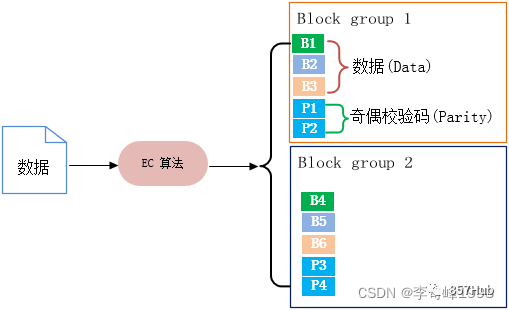 Block group 1
B1
B2
B3
数据(Data)
P1
P2
奇偶校验码(Parity)
数据
EC 算法
Block group 2
B4
B5
B6
P3
P4
CSDN @李
857Hub